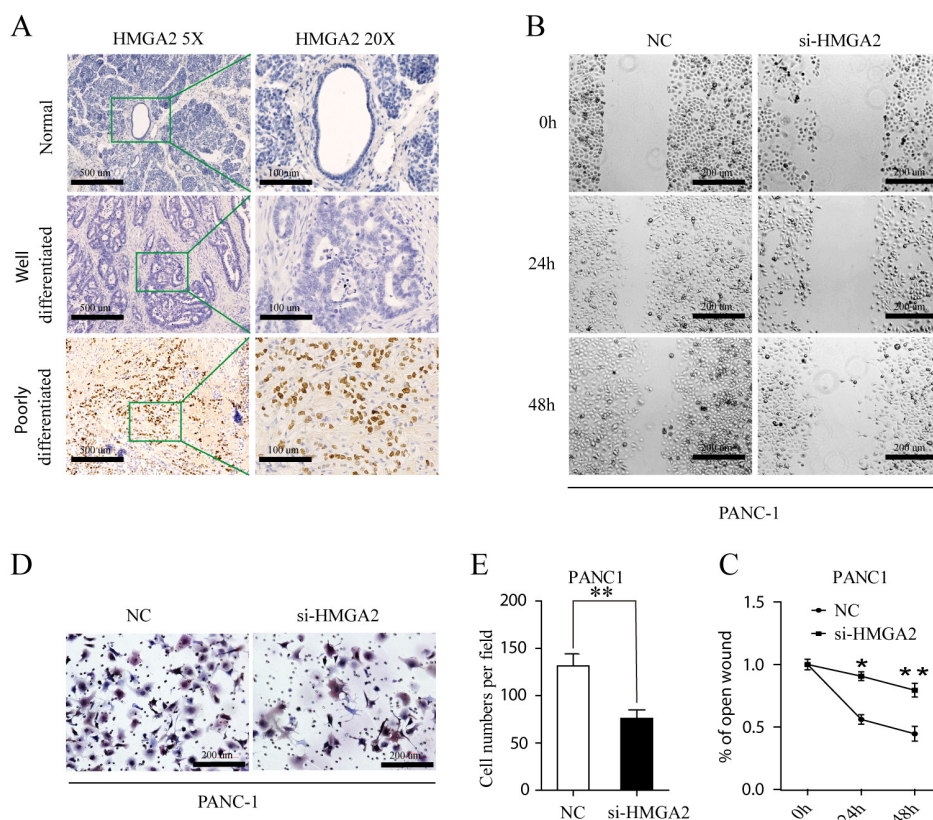 A
HMGA2 5X
HMGA2 20X
Normal
500 um
100 um
Well
differentiated
500 um
100 um
Poorly
differentiated
500 um
100 um
B
NC
si-HMGA2
0h
200 um
200 um
24h
200 um
200 um
48h
200 um
200 um
PANC-1
D
NC
si-HMGA2
200 um
200 um
PANC-1
E
PANC1
Cell numbers per field
200
150
100
50
0
**
NC
si-HMGA2
C
PANC1
% of open wound
1.5
1.0
0.5
0.0
NC
si-HMGA2
*
**
0h
24h
48h